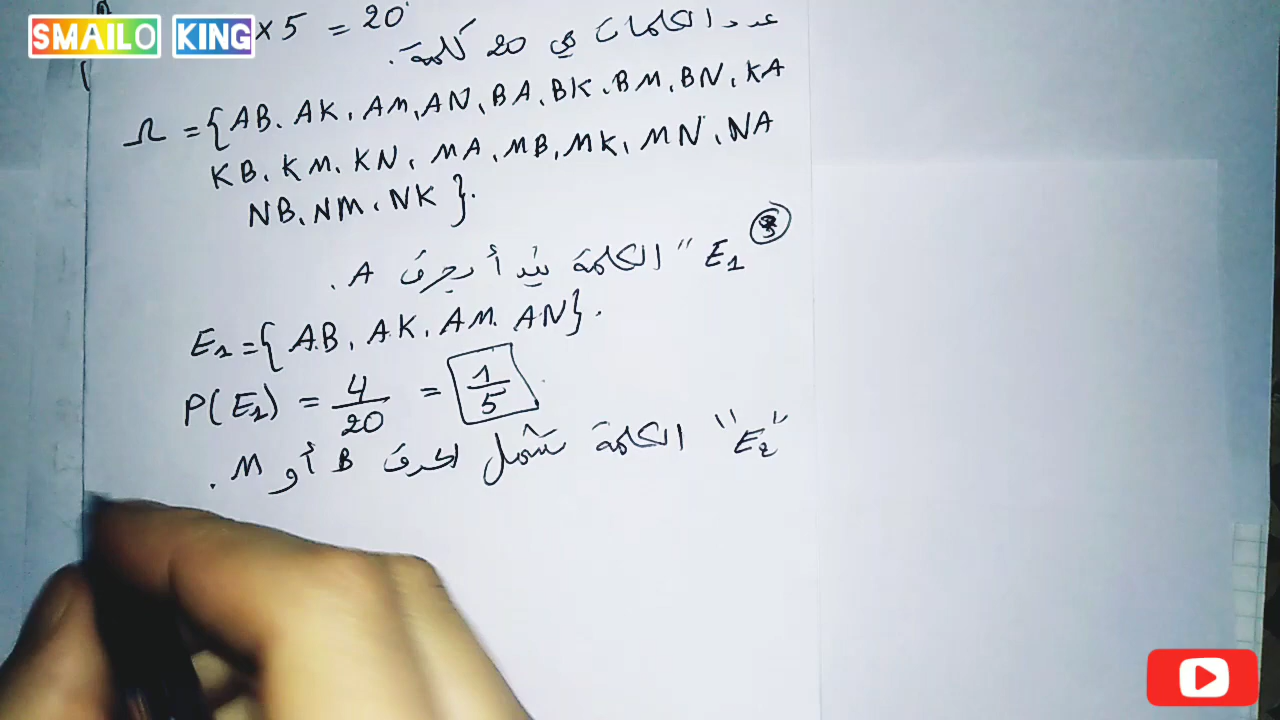 SMAILO KING
× 5 = 20
عدد الكلمات هي 20 كلمة.
Ω = {AB، AK، AM، AN، BA، BK، BM، BN، KA
KB، KM، KN، MA، MB، MK، MN، NA
NB، NM، NK}.
③
E1 "الكلمة تبدأ بحرف A.
E1 = {AB، AK، AM، AN}.
P(E1) = 4/20 = 1/5
"E2" الكلمة تشمل الحرف B أو M.